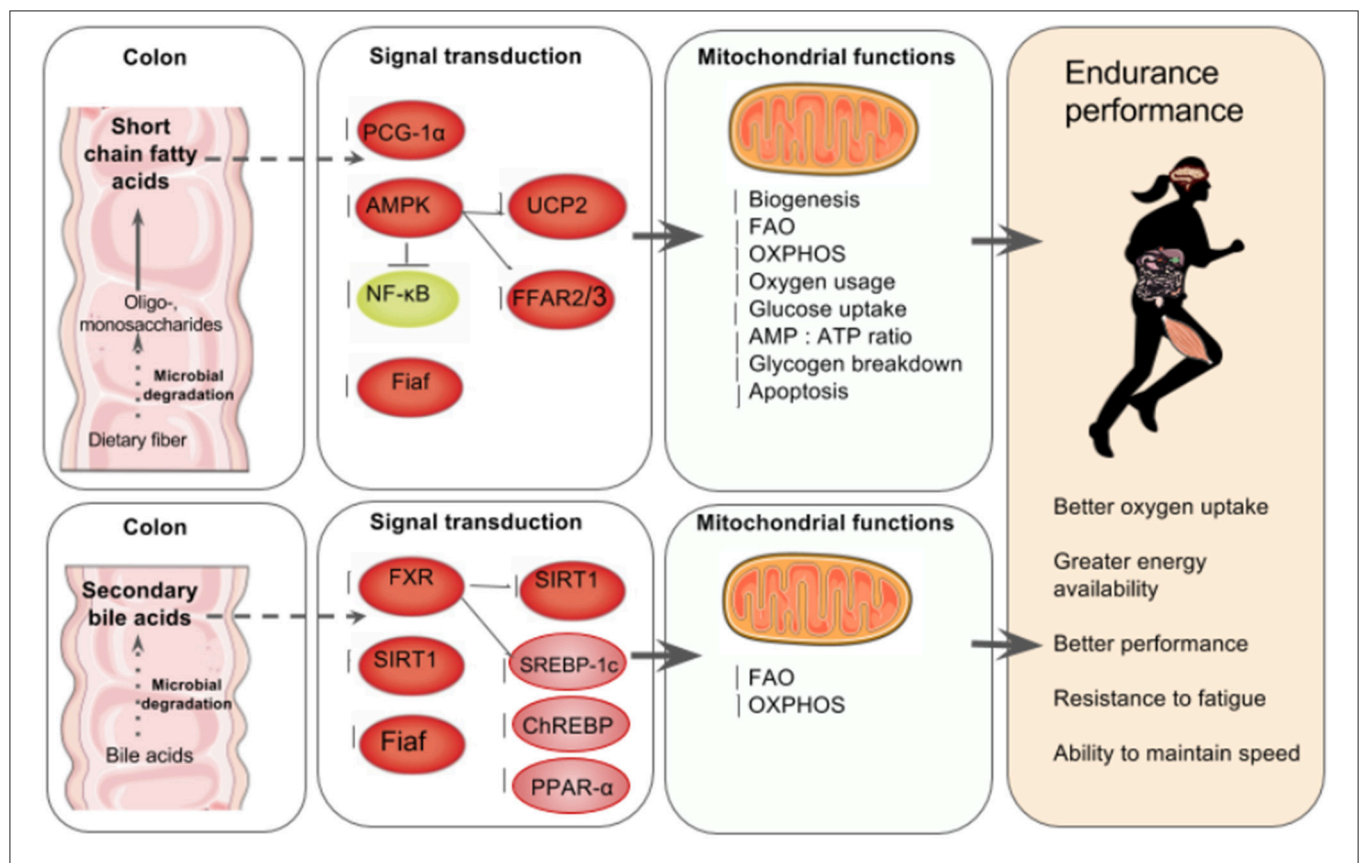 Colon
Short
chain fatty
acids
Oligo-,
monosaccharides
Microbial
degradation
Dietary fiber
Signal transduction
PCG-1α
AMPK
UCP2
NF-κB
FFAR2/3
Fiaf
Mitochondrial functions
Biogenesis
FAO
OXPHOS
Oxygen usage
Glucose uptake
AMP : ATP ratio
Glycogen breakdown
Apoptosis
Colon
Secondary
bile acids
Microbial
degradation
Bile acids
Signal transduction
FXR
SIRT1
SIRT1
SREBP-1c
Fiaf
ChREBP
PPAR-α
Mitochondrial functions
FAO
OXPHOS
Endurance
performance
Better oxygen uptake
Greater energy
availability
Better performance
Resistance to fatigue
Ability to maintain speed